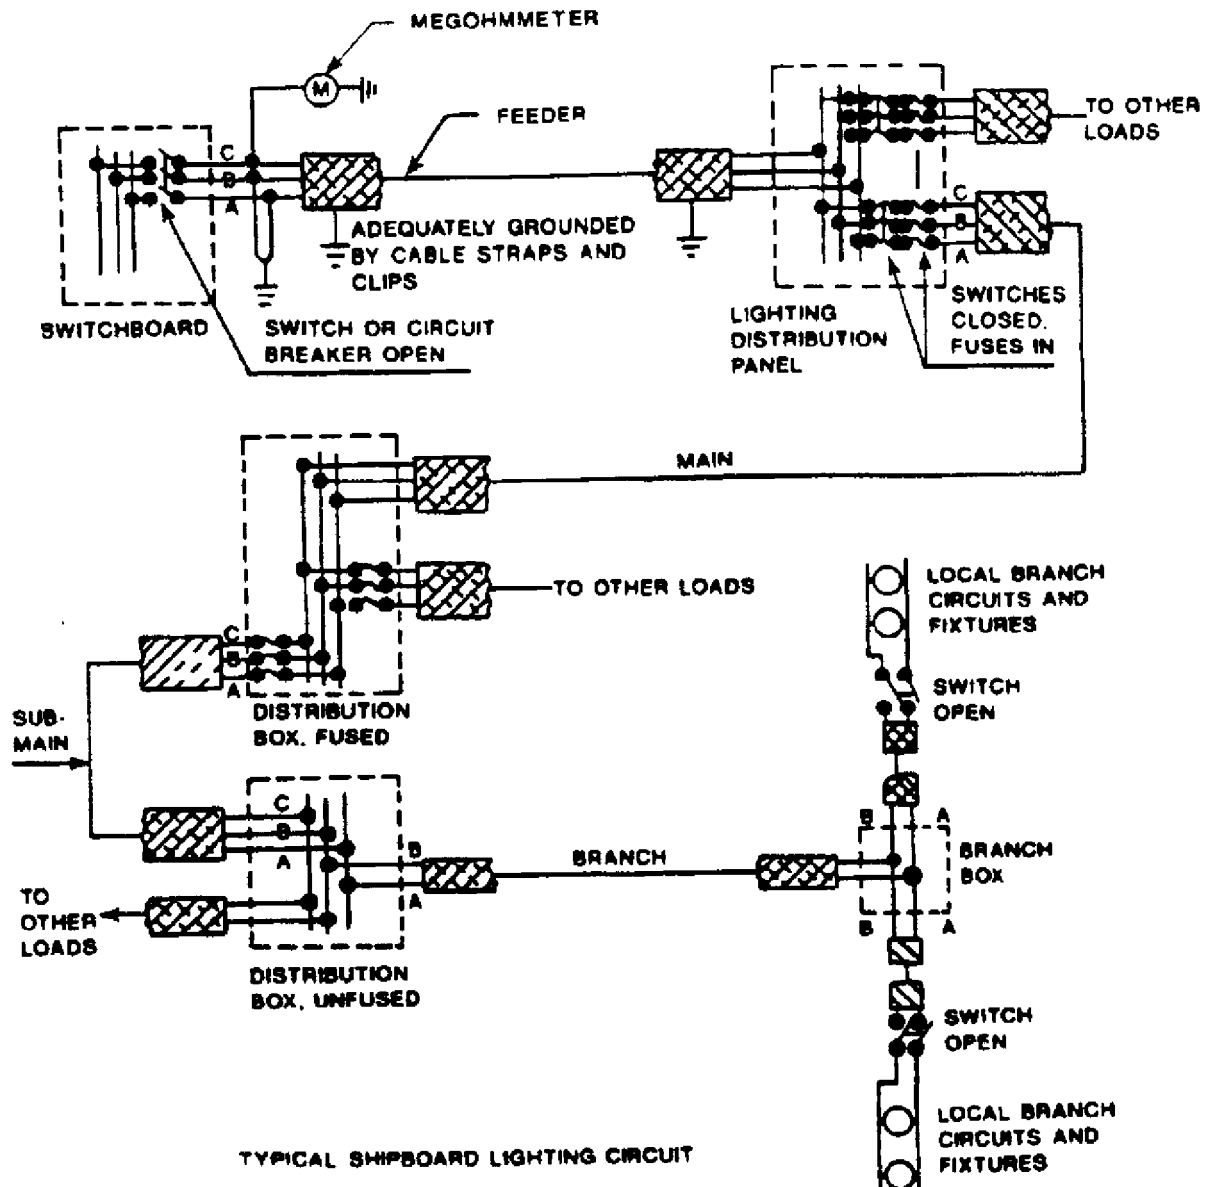 MEGOHMMETER
M
FEEDER
TO OTHER
LOADS
C
B
A
C
B
A
ADEQUATELY GROUNDED
BY CABLE STRAPS AND
CLIPS
SWITCHBOARD
SWITCH OR CIRCUIT
BREAKER OPEN
LIGHTING
DISTRIBUTION
PANEL
SWITCHES
CLOSED.
FUSES IN
MAIN
TO OTHER LOADS
LOCAL BRANCH
CIRCUITS AND
FIXTURES
C
B
A
SWITCH
OPEN
DISTRIBUTION
BOX, FUSED
SUB-
MAIN
C
B
A
B
A
BRANCH
B
A
BRANCH
BOX
B
A
TO
OTHER
LOADS
DISTRIBUTION
BOX, UNFUSED
SWITCH
OPEN
LOCAL BRANCH
CIRCUITS AND
FIXTURES
TYPICAL SHIPBOARD LIGHTING CIRCUIT